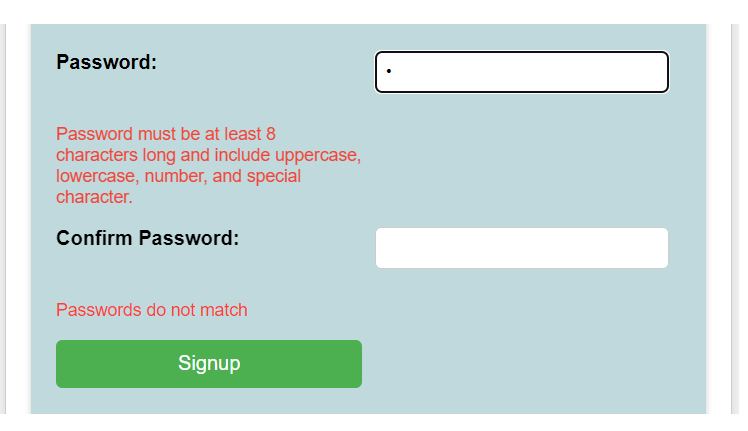 Password:
Password must be at least 8
characters long and include uppercase,
lowercase, number, and special
character.
Confirm Password:
Passwords do not match
Signup